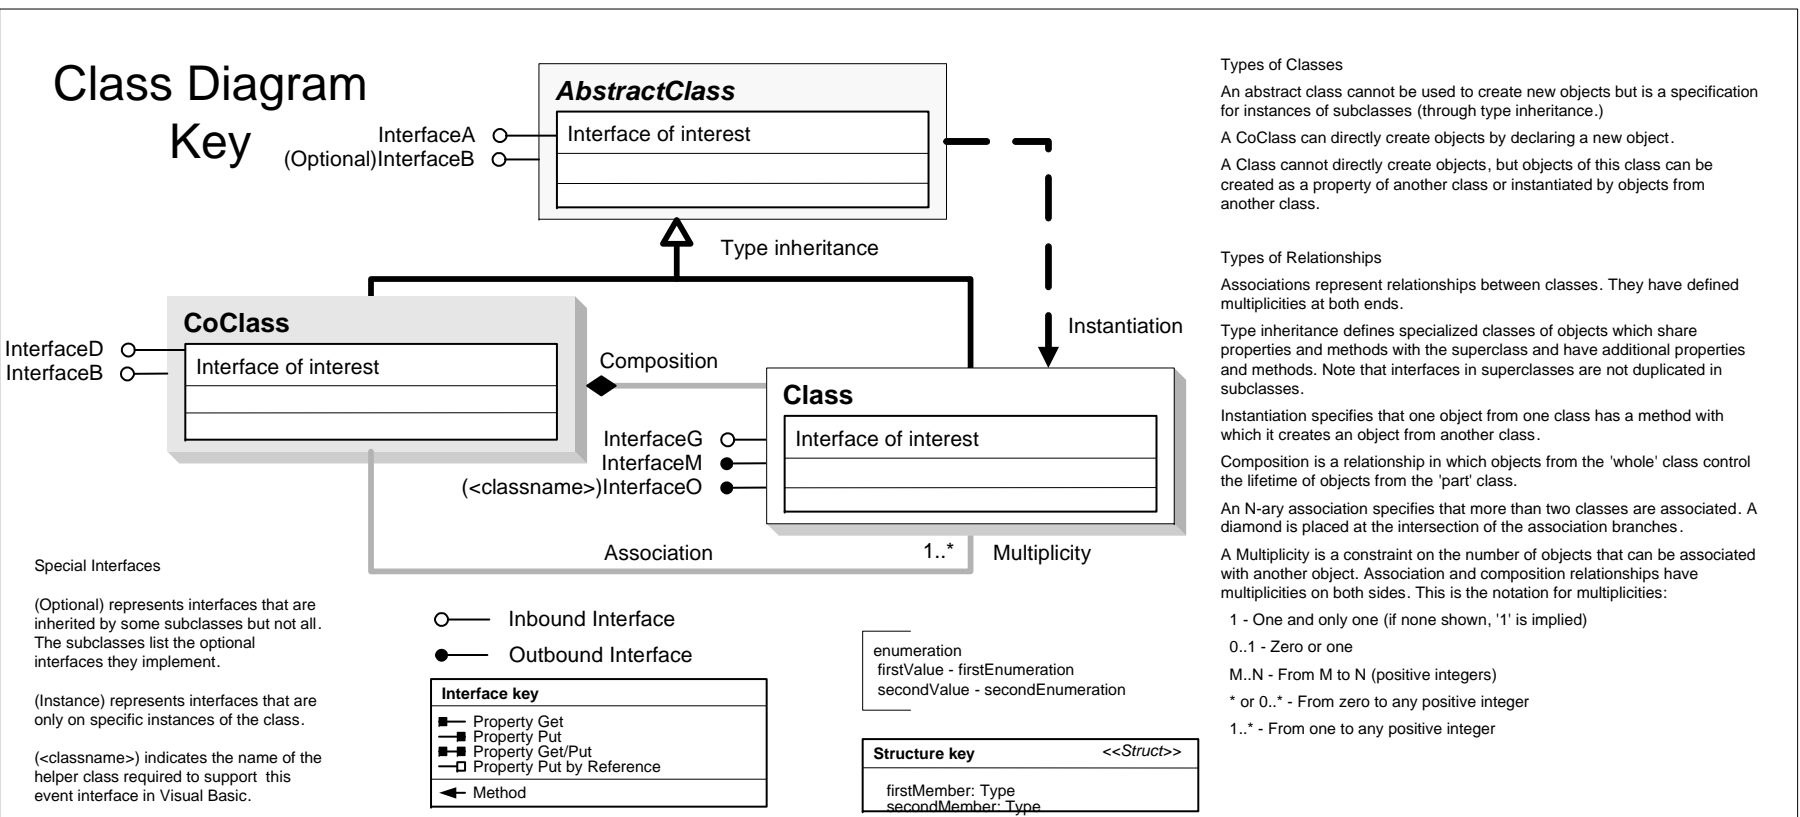 Class Diagram
Key
AbstractClass
Interface of interest
InterfaceA
(Optional)InterfaceB
Type inheritance
Instantiation
CoClass
Interface of interest
InterfaceD
InterfaceB
Composition
Class
Interface of interest
InterfaceG
InterfaceM
(<classname>)InterfaceO
Association
1..*
Multiplicity
Special Interfaces
(Optional) represents interfaces that are
inherited by some subclasses but not all.
The subclasses list the optional
interfaces they implement.
(Instance) represents interfaces that are
only on specific instances of the class.
(<classname>) indicates the name of the
helper class required to support this
event interface in Visual Basic.
Inbound Interface
Outbound Interface
Interface key
Property Get
Property Put
Property Get/Put
Property Put by Reference
Method
enumeration
firstValue - firstEnumeration
secondValue - secondEnumeration
Structure key <<Struct>>
firstMember: Type
secondMember: Type
Types of Classes
An abstract class cannot be used to create new objects but is a specification
for instances of subclasses (through type inheritance.)
A CoClass can directly create objects by declaring a new object.
A Class cannot directly create objects, but objects of this class can be
created as a property of another class or instantiated by objects from
another class.
Types of Relationships
Associations represent relationships between classes. They have defined
multiplicities at both ends.
Type inheritance defines specialized classes of objects which share
properties and methods with the superclass and have additional properties
and methods. Note that interfaces in superclasses are not duplicated in
subclasses.
Instantiation specifies that one object from one class has a method with
which it creates an object from another class.
Composition is a relationship in which objects from the 'whole' class control
the lifetime of objects from the 'part' class.
An N-ary association specifies that more than two classes are associated. A
diamond is placed at the intersection of the association branches.
A Multiplicity is a constraint on the number of objects that can be associated
with another object. Association and composition relationships have
multiplicities on both sides. This is the notation for multiplicities:
1 - One and only one (if none shown, '1' is implied)
0..1 - Zero or one
M..N - From M to N (positive integers)
* or 0..* - From zero to any positive integer
1..* - From one to any positive integer